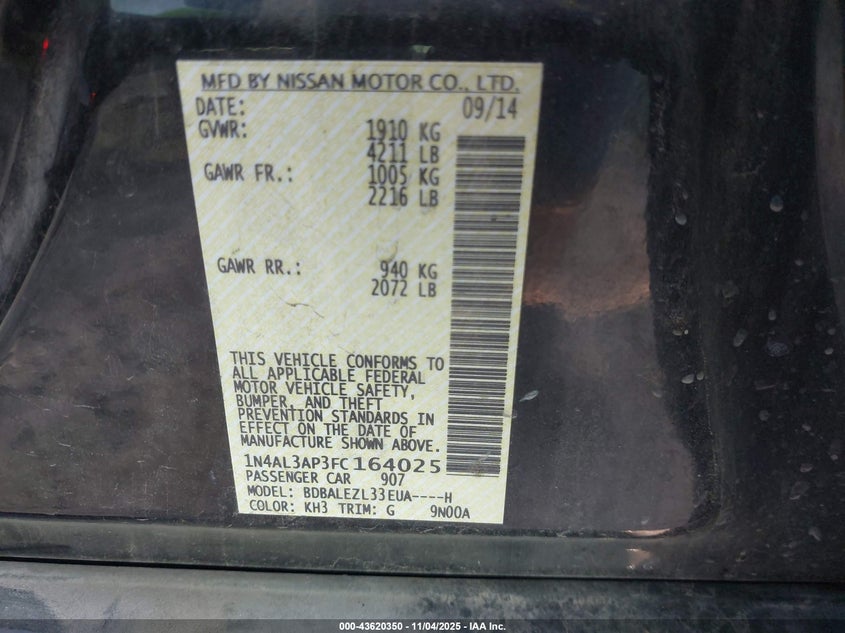 MFD BY NISSAN MOTOR CO., LTD.
DATE: 09/14
GVWR: 1910 KG
4211 LB
GAWR FR.: 1005 KG
2216 LB
GAWR RR.: 940 KG
2072 LB
THIS VEHICLE CONFORMS TO
ALL APPLICABLE FEDERAL
MOTOR VEHICLE SAFETY,
BUMPER, AND THEFT
PREVENTION STANDARDS IN
EFFECT ON THE DATE OF
MANUFACTURE SHOWN ABOVE.
1N4AL3AP3FC164025
PASSENGER CAR 907
MODEL: BDBALEZL33EUA----H
COLOR: KH3 TRIM: G 9N00A
000-43620350 - 11/04/2025 - IAA Inc.